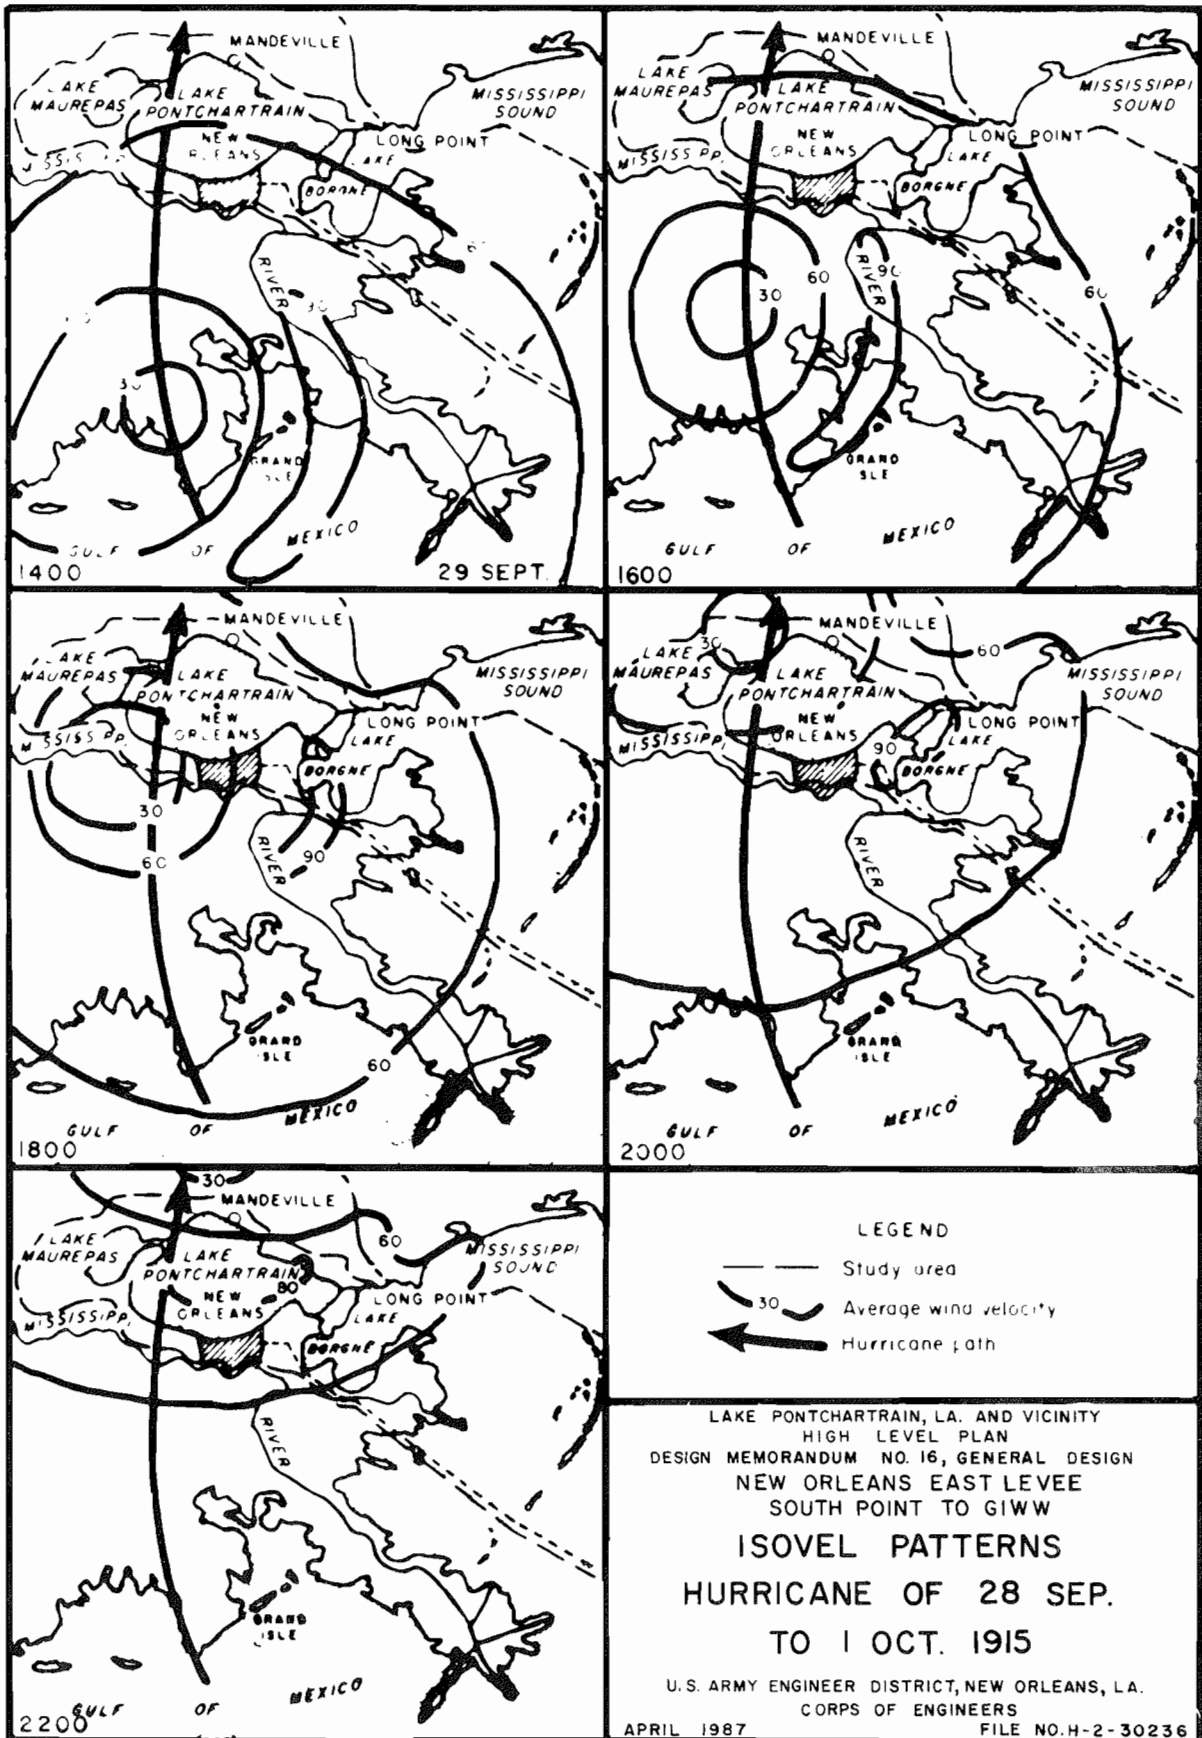 MANDEVILLE
LAKE
MAUREPAS
LAKE
PONTCHARTRAIN
MISSISSIPPI
SOUND
NEW
ORLEANS
LONG POINT
LAKE
BORGNE
RIVER
30
GRAND
ISLE
GULF OF MEXICO
1400
29 SEPT.
MANDEVILLE
LAKE
MAUREPAS
LAKE
PONTCHARTRAIN
MISSISSIPPI
SOUND
NEW
ORLEANS
LONG POINT
MISSISSIPP.
LAKE
BORGNE
RIVER
90
60
30
60
GRAND
ISLE
GULF OF MEXICO
1600
MANDEVILLE
LAKE
MAUREPAS
LAKE
PONTCHARTRAIN
MISSISSIPPI
SOUND
NEW
ORLEANS
LONG POINT
MISSISSIPP.
LAKE
BORGNE
30
60
90
RIVER
GRAND
ISLE
60
GULF OF MEXICO
1800
MANDEVILLE
30
60
LAKE
MAUREPAS
LAKE
PONTCHARTRAIN
MISSISSIPPI
SOUND
NEW
ORLEANS
LONG POINT
MISSISSIPPI
LAKE
90
BORGNE
RIVER
GRAND
ISLE
GULF OF MEXICO
2000
30
MANDEVILLE
60
LAKE
MAUREPAS
LAKE
PONTCHARTRAIN
MISSISSIPPI
SOUND
80
NEW
ORLEANS
LONG POINT
MISSISSIPPI
LAKE
BORGNE
RIVER
GRAND
ISLE
GULF OF MEXICO
2200
LEGEND
Study area
30 Average wind velocity
Hurricane path
LAKE PONTCHARTRAIN, LA. AND VICINITY
HIGH LEVEL PLAN
DESIGN MEMORANDUM NO. 16, GENERAL DESIGN
NEW ORLEANS EAST LEVEE
SOUTH POINT TO GIWW
ISOVEL PATTERNS
HURRICANE OF 28 SEP.
TO 1 OCT. 1915
U.S. ARMY ENGINEER DISTRICT, NEW ORLEANS, LA.
CORPS OF ENGINEERS
APRIL 1987 FILE NO. H-2-30236